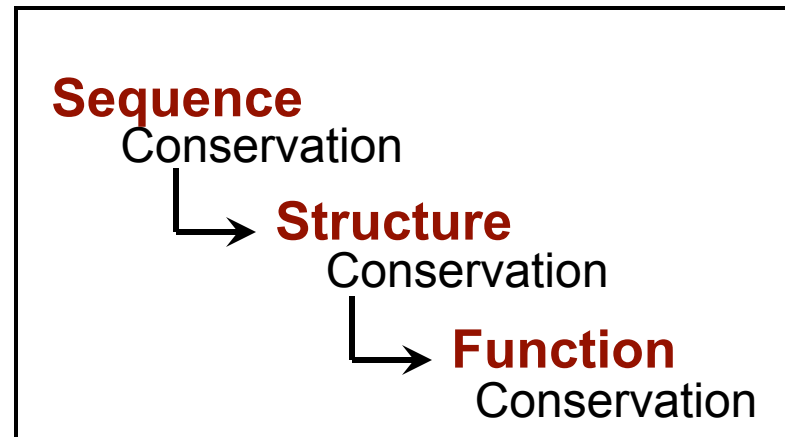 Sequence
Conservation
Structure
Conservation
Function
Conservation